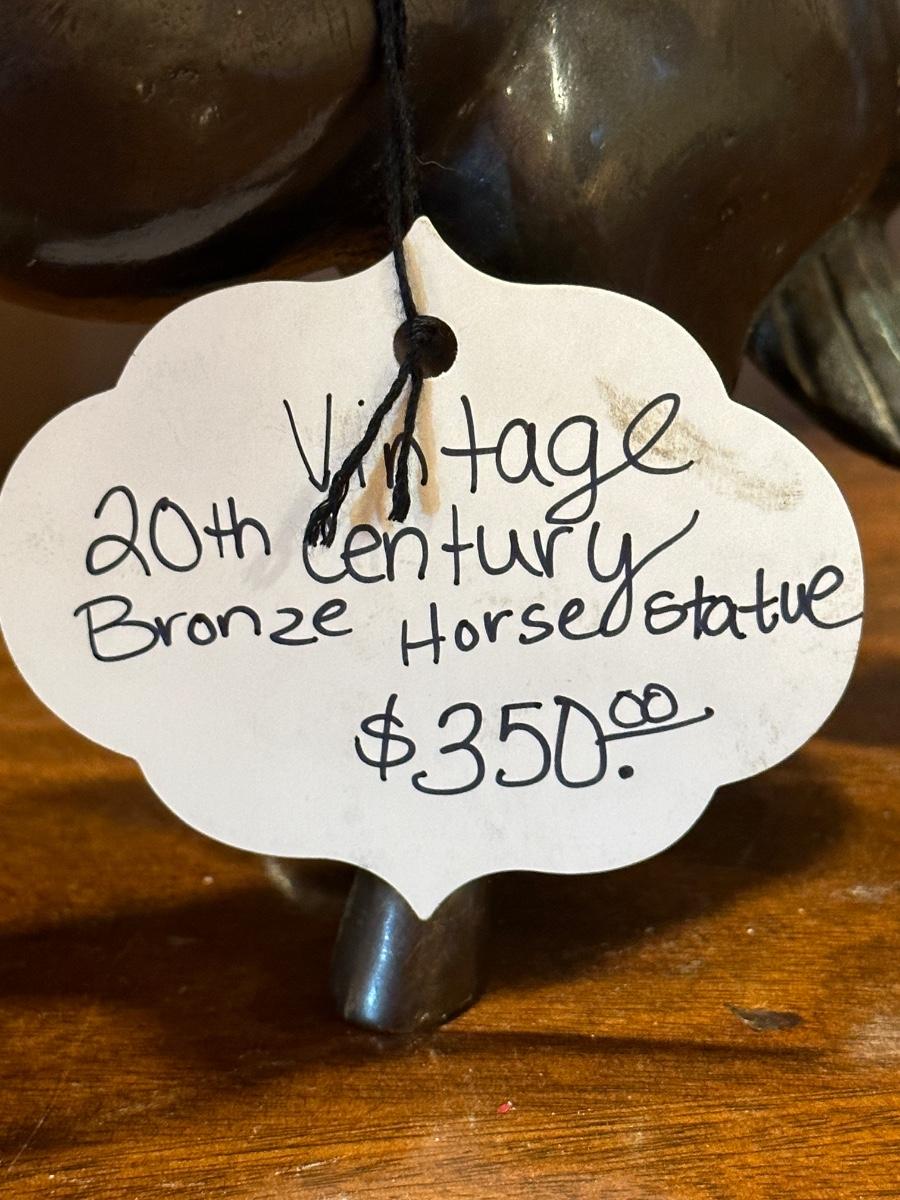 Vintage
20th Century
Bronze Horse statue
$350.00